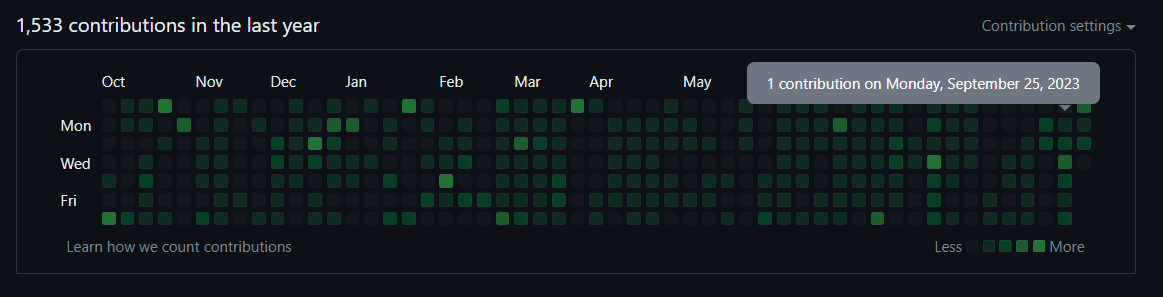 1,533 contributions in the last year
Contribution settings
Oct Nov Dec Jan Feb Mar Apr May
1 contribution on Monday, September 25, 2023
Mon
Wed
Fri
Learn how we count contributions
Less More